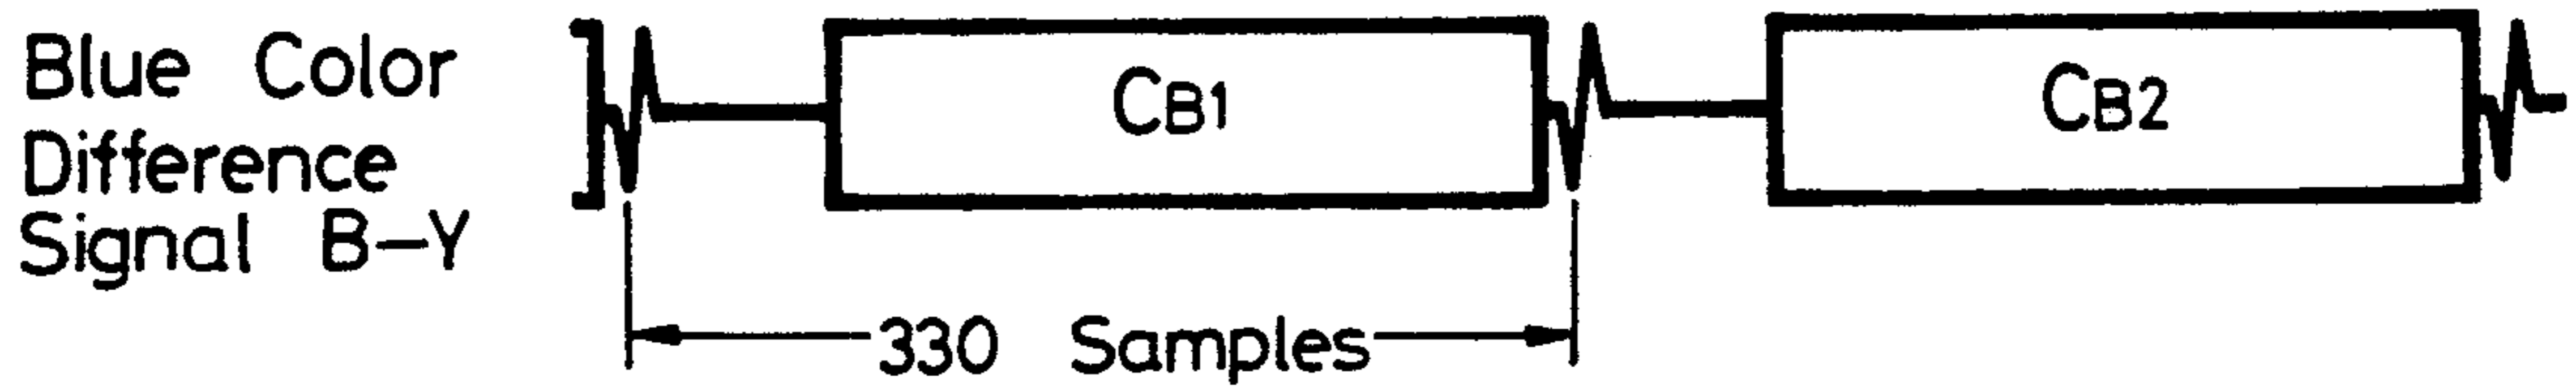 Blue Color
Difference
Signal B-Y
CB1
CB2
330 Samples